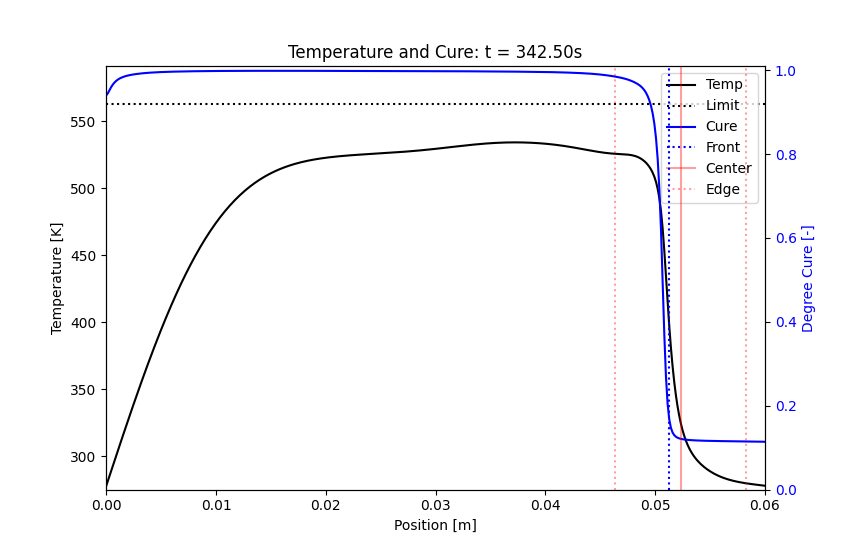 Temperature and Cure: t = 342.50s
Temperature [K]
550
500
450
400
350
300
Temp
Limit
Cure
Front
Center
Edge
1.0
0.8
0.6
0.4
0.2
0.0
Degree Cure [-]
0.00
0.01
0.02
0.03
0.04
0.05
0.06
Position [m]